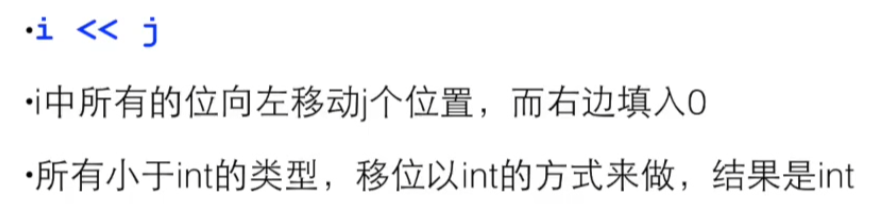 •i << j
•i中所有的位向左移动j个位置，而右边填入0
•所有小于int的类型，移位以int的方式来做，结果是int